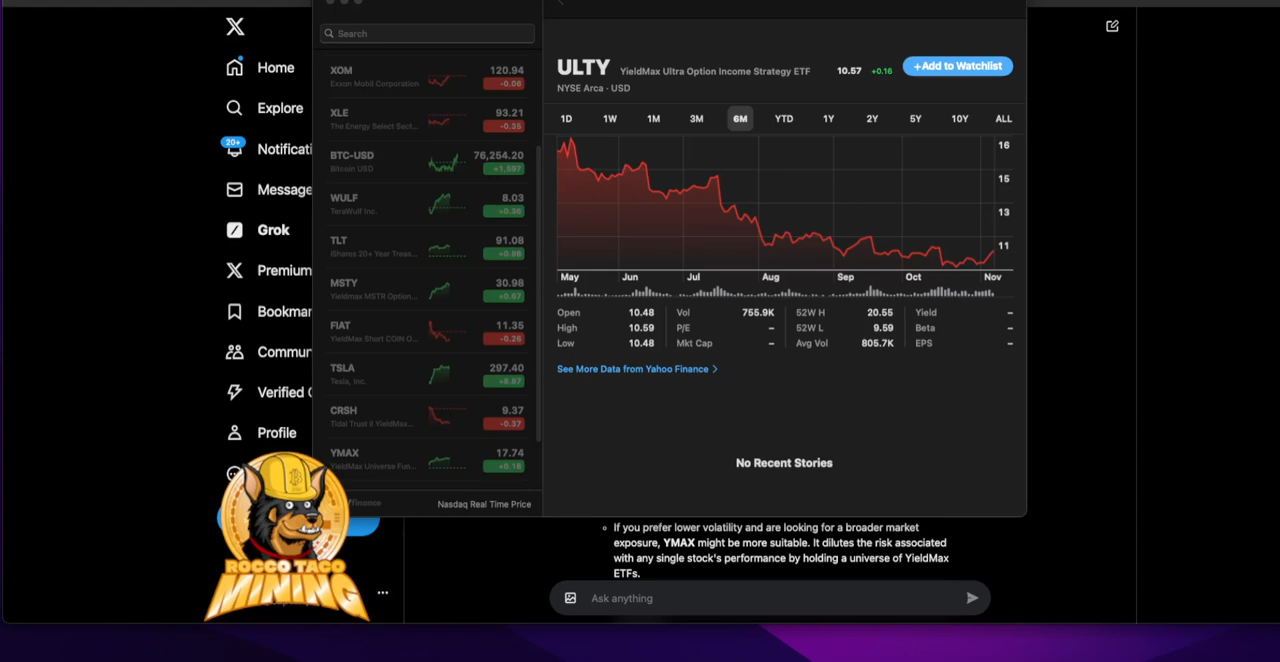 Home
Explore
20+
Notificati
Message
Grok
Premium
Bookmar
Commun
Verified
Profile
ROCCO TACO
MINING
Search
XOM 120.94
Exxon Mobil Corporation -0.06
XLE 93.21
The Energy Select Sect... -0.35
BTC-USD 76,254.20
Bitcoin USD +1,597
WULF 8.03
TeraWulf Inc. +0.36
TLT 91.08
iShares 20+ Year Treas... +0.98
MSTY 30.98
Yieldmax MSTR Option... +0.67
FIAT 11.35
YieldMax Short COIN O... -0.26
TSLA 297.40
Tesla, Inc.
CRSH 9.37
Tidal Trust II YieldMax... -0.37
YMAX 17.74
YieldMax Universe Fun... +0.18
finance Nasdaq Real Time Price
ULTY YieldMax Ultra Option Income Strategy ETF 10.57 +0.16 +Add to Watchlist
NYSE Arca · USD
1D 1W 1M 3M 6M YTD 1Y 2Y 5Y 10Y ALL
16
15
13
11
May Jun Jul Aug Sep Oct Nov
Open 10.48 Vol 755.9K 52W H 20.55 Yield –
High 10.59 P/E – 52W L 9.59 Beta –
Low 10.48 Mkt Cap – Avg Vol 805.7K EPS –
See More Data from Yahoo Finance >
No Recent Stories
If you prefer lower volatility and are looking for a broader market
exposure, YMAX might be more suitable. It dilutes the risk associated
with any single stock's performance by holding a universe of YieldMax
ETFs.
Ask anything